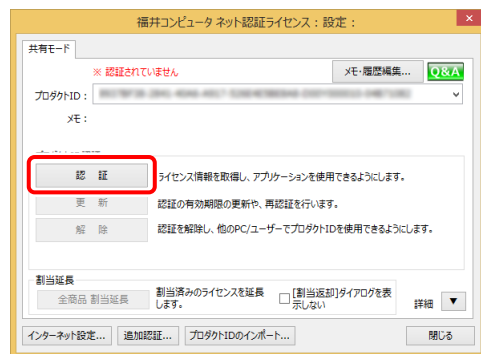 福井コンピュータ ネット認証ライセンス：設定：
×
共有モード
※ 認証されていません
メモ・履歴編集...
Q&A
プロダクトID：
メモ：
認　証
ライセンス情報を取得し、アプリケーションを使用できるようにします。
更　新
認証の有効期限の更新や、再認証を行います。
解　除
認証を解除し、他のPC/ユーザーでプロダクトIDを使用できるようにします。
割当延長
全商品 割当延長
割当済みのライセンスを延長
します。
[割当返却]ダイアログを表
示しない
詳細 ▼
インターネット設定...
追加認証...
プロダクトIDのインポート...
閉じる